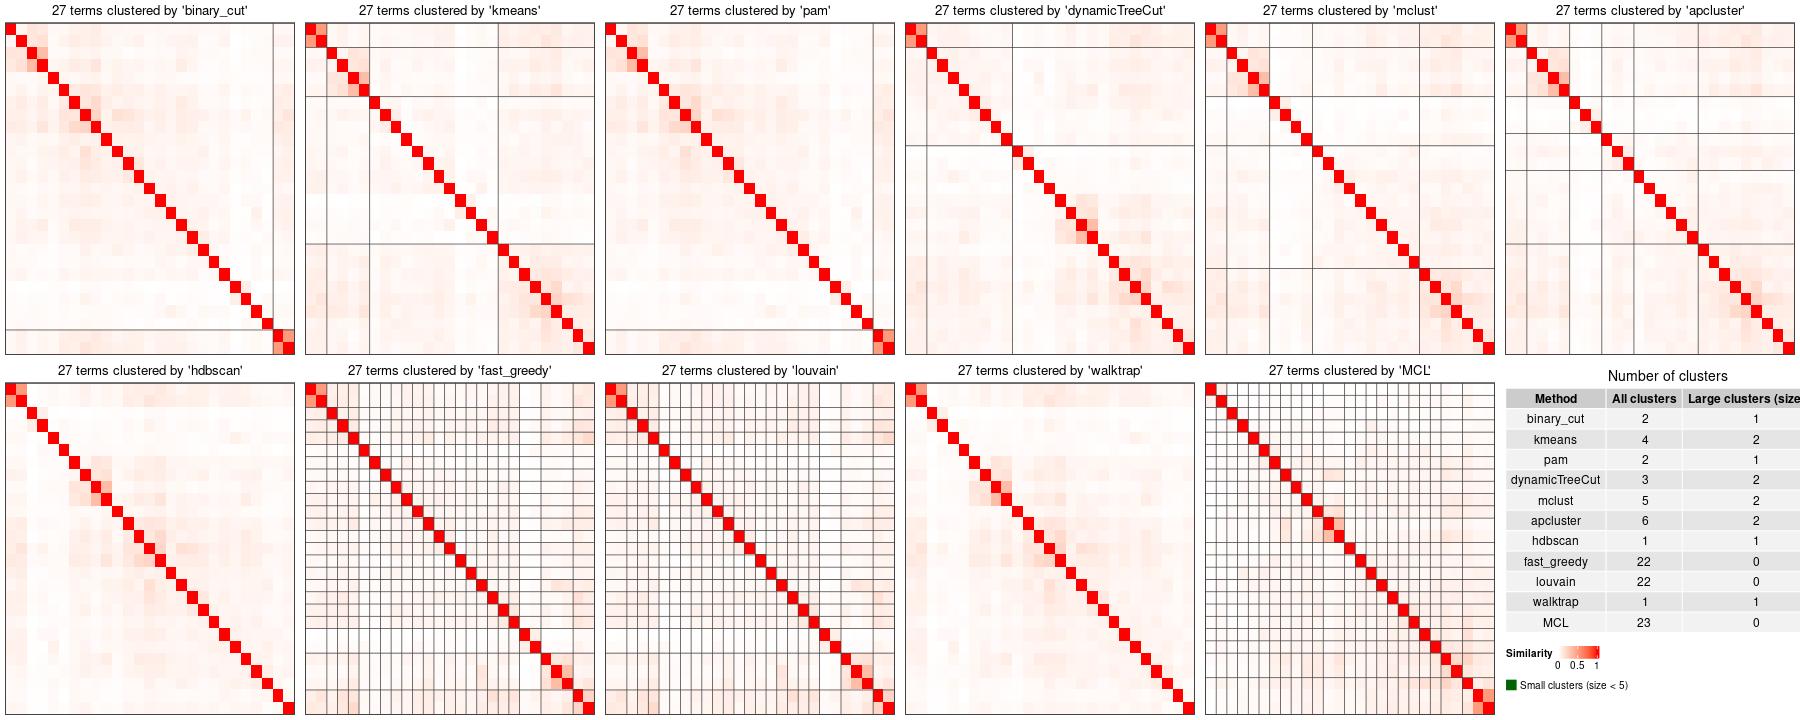 27 terms clustered by 'binary_cut'
27 terms clustered by 'kmeans'
27 terms clustered by 'pam'
27 terms clustered by 'dynamicTreeCut'
27 terms clustered by 'mclust'
27 terms clustered by 'apcluster'
27 terms clustered by 'hdbscan'
27 terms clustered by 'fast_greedy'
27 terms clustered by 'louvain'
27 terms clustered by 'walktrap'
27 terms clustered by 'MCL'
Number of clusters
Method All clusters Large clusters (size
binary_cut 2 1
kmeans 4 2
pam 2 1
dynamicTreeCut 3 2
mclust 5 2
apcluster 6 2
hdbscan 1 1
fast_greedy 22 0
louvain 22 0
walktrap 1 1
MCL 23 0
Similarity
0 0.5 1
Small clusters (size < 5)